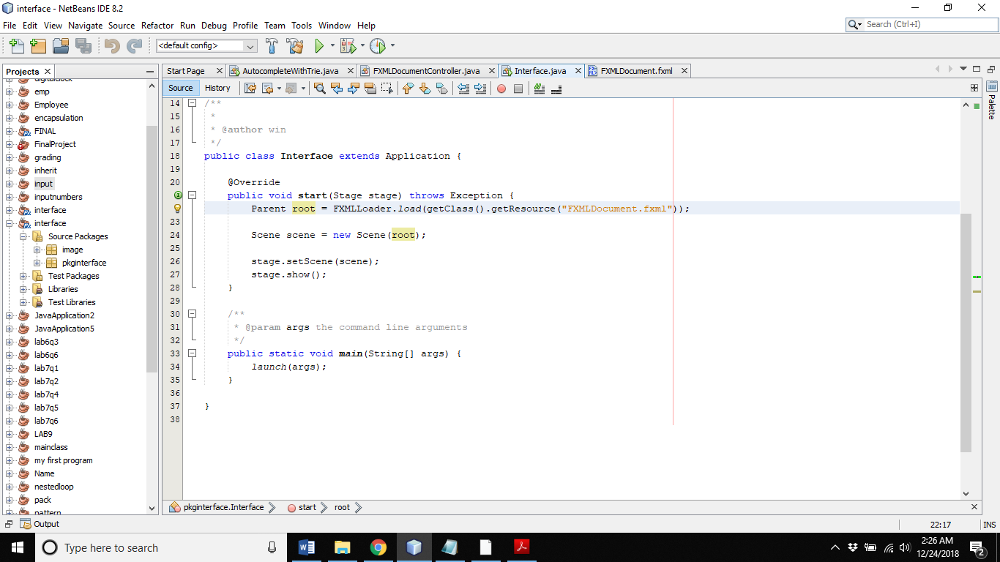 interface - NetBeans IDE 8.2
File Edit View Navigate Source Refactor Run Debug Profile Team Tools Window Help
Search (Ctrl+I)
<default config>
Projects
digitalclock
emp
Employee
encapsulation
FINAL
FinalProject
grading
inherit
input
inputnumbers
interface
interface
Source Packages
image
pkginterface
Test Packages
Libraries
Test Libraries
JavaApplication2
JavaApplication5
lab6q3
lab6q6
lab7q1
lab7q2
lab7q4
lab7q5
lab7q6
LAB9
mainclass
my first program
Name
nestedloop
pack
pattern
Start Page AutocompleteWithTrie.java FXMLDocumentController.java Interface.java FXMLDocument.fxml
Source History
14 /**
15 *
16 * @author win
17 */
18 public class Interface extends Application {
19
20 @Override
public void start(Stage stage) throws Exception {
Parent root = FXMLLoader.load(getClass().getResource("FXMLDocument.fxml"));
23
24 Scene scene = new Scene(root);
25
26 stage.setScene(scene);
27 stage.show();
28 }
29
30 /**
31 * @param args the command line arguments
32 */
33 public static void main(String[] args) {
34 launch(args);
35 }
36
37 }
38
Palette
pkginterface.Interface start root
Output
22:17 INS
Type here to search
2:26 AM
12/24/2018
2